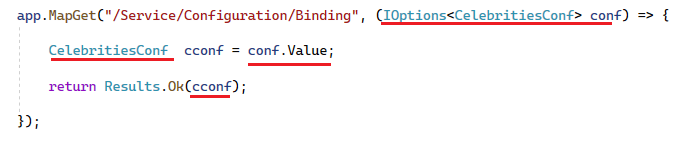 app.MapGet("/Service/Configuration/Binding", (IOptions<CelebritiesConf> conf) => {
CelebritiesConf cconf = conf.Value;
return Results.Ok(cconf);
});